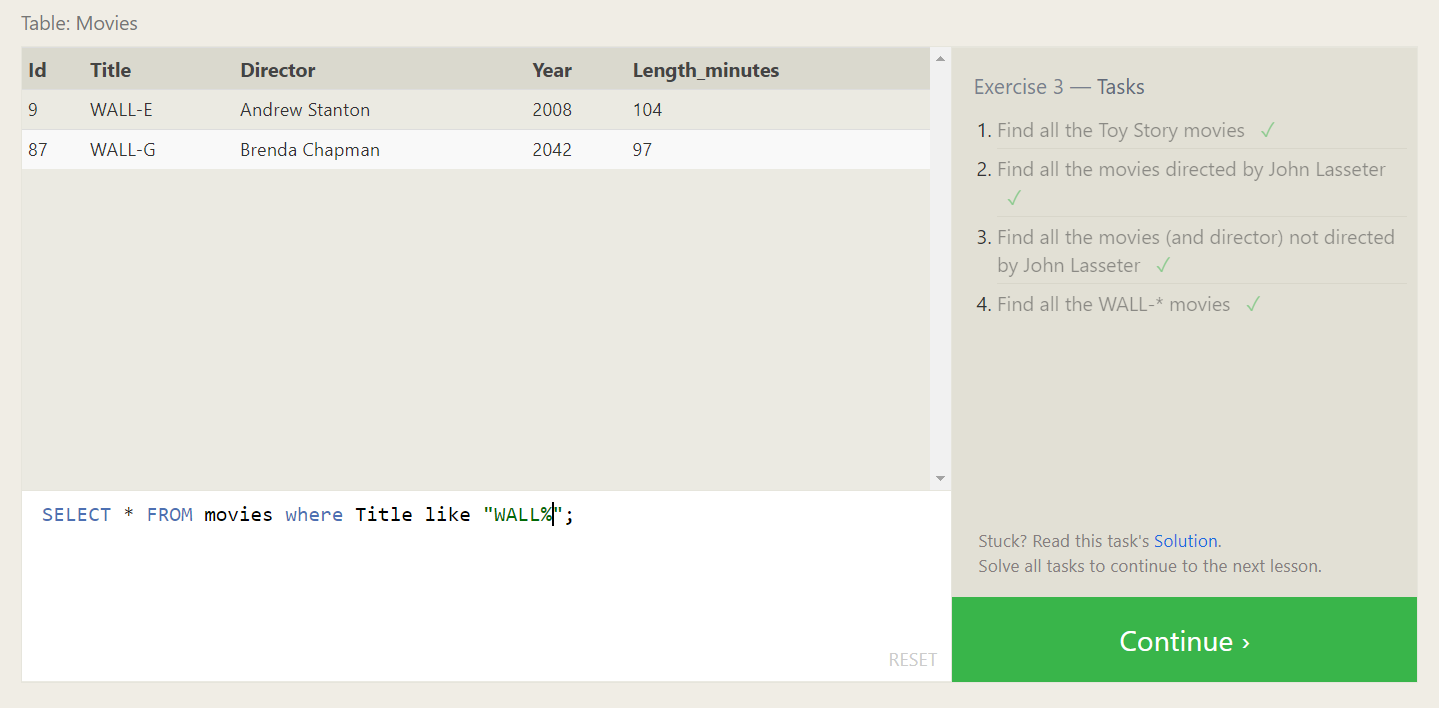 Table: Movies
Id Title Director Year Length_minutes
9 WALL-E Andrew Stanton 2008 104
87 WALL-G Brenda Chapman 2042 97
SELECT * FROM movies where Title like "WALL%";
RESET
Exercise 3 — Tasks
1. Find all the Toy Story movies ✓
2. Find all the movies directed by John Lasseter
✓
3. Find all the movies (and director) not directed
by John Lasseter ✓
4. Find all the WALL-* movies ✓
Stuck? Read this task's Solution.
Solve all tasks to continue to the next lesson.
Continue ›